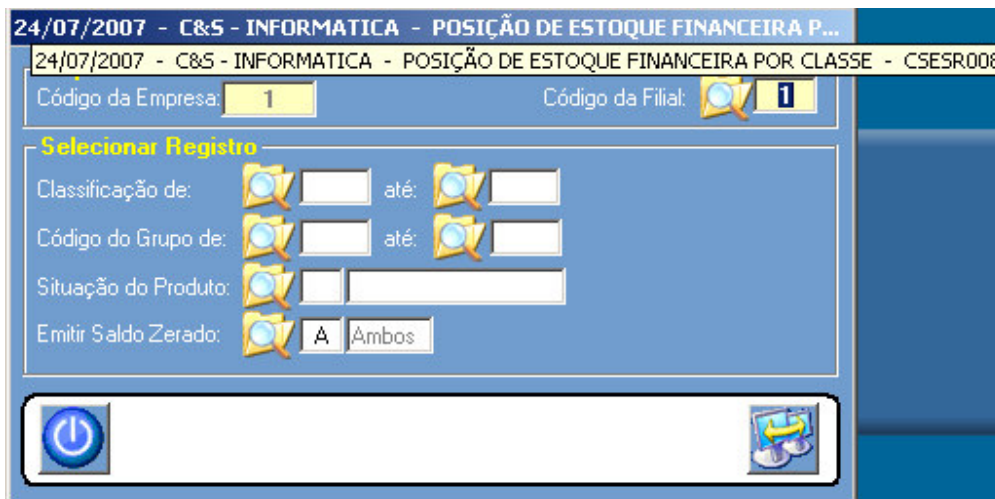 24/07/2007 - C&S - INFORMATICA - POSIÇÃO DE ESTOQUE FINANCEIRA P...
24/07/2007 - C&S - INFORMATICA - POSIÇÃO DE ESTOQUE FINANCEIRA POR CLASSE - CSESR008
Código da Empresa: 1 Código da Filial: 1
Selecionar Registro
Classificação de: até:
Código do Grupo de: até:
Situação do Produto:
Emitir Saldo Zerado: A Ambos